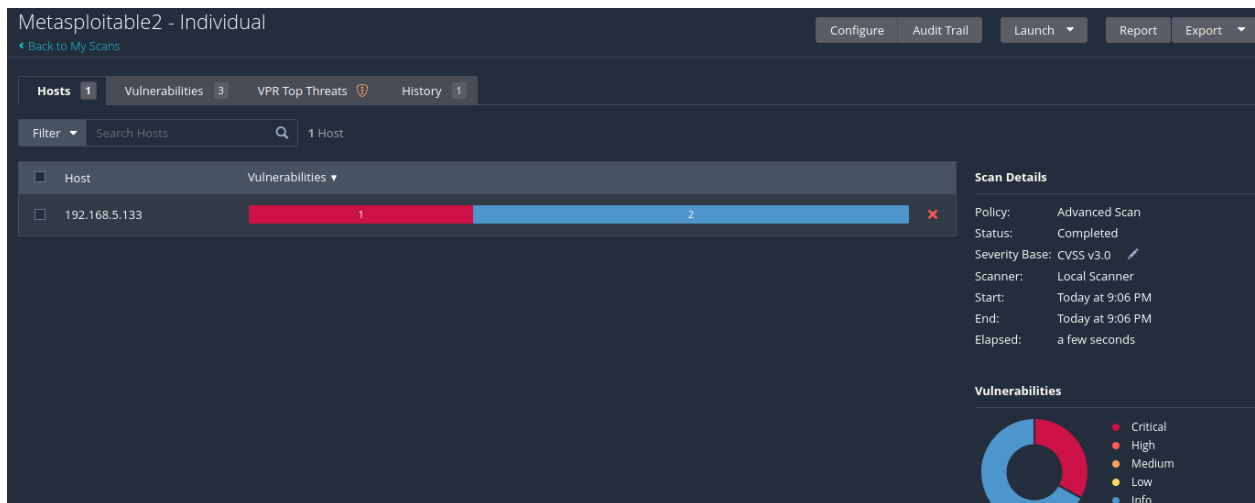 Metasploitable2 - Individual
Back to My Scans
Configure Audit Trail Launch Report Export
Hosts 1 Vulnerabilities 3 VPR Top Threats History 1
Filter Search Hosts 1 Host
Host Vulnerabilities
192.168.5.133 1 2
Scan Details
Policy: Advanced Scan
Status: Completed
Severity Base: CVSS v3.0
Scanner: Local Scanner
Start: Today at 9:06 PM
End: Today at 9:06 PM
Elapsed: a few seconds
Vulnerabilities
Critical
High
Medium
Low
Info